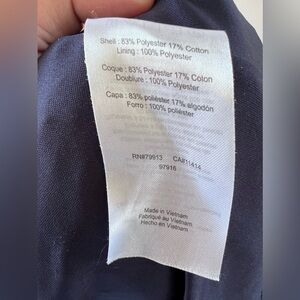 Shell : 83% Polyester 17% Cotton
Lining : 100% Polyester
Coque : 83% Polyester 17% Coton
Doublure : 100% Polyester
Capa : 83% poliéster 17% algodón
Forro : 100% poliéster
RN#79913 CA#11414
97916
Made in Vietnam
Fabriqué au Vietnam
Hecho en Vietnam